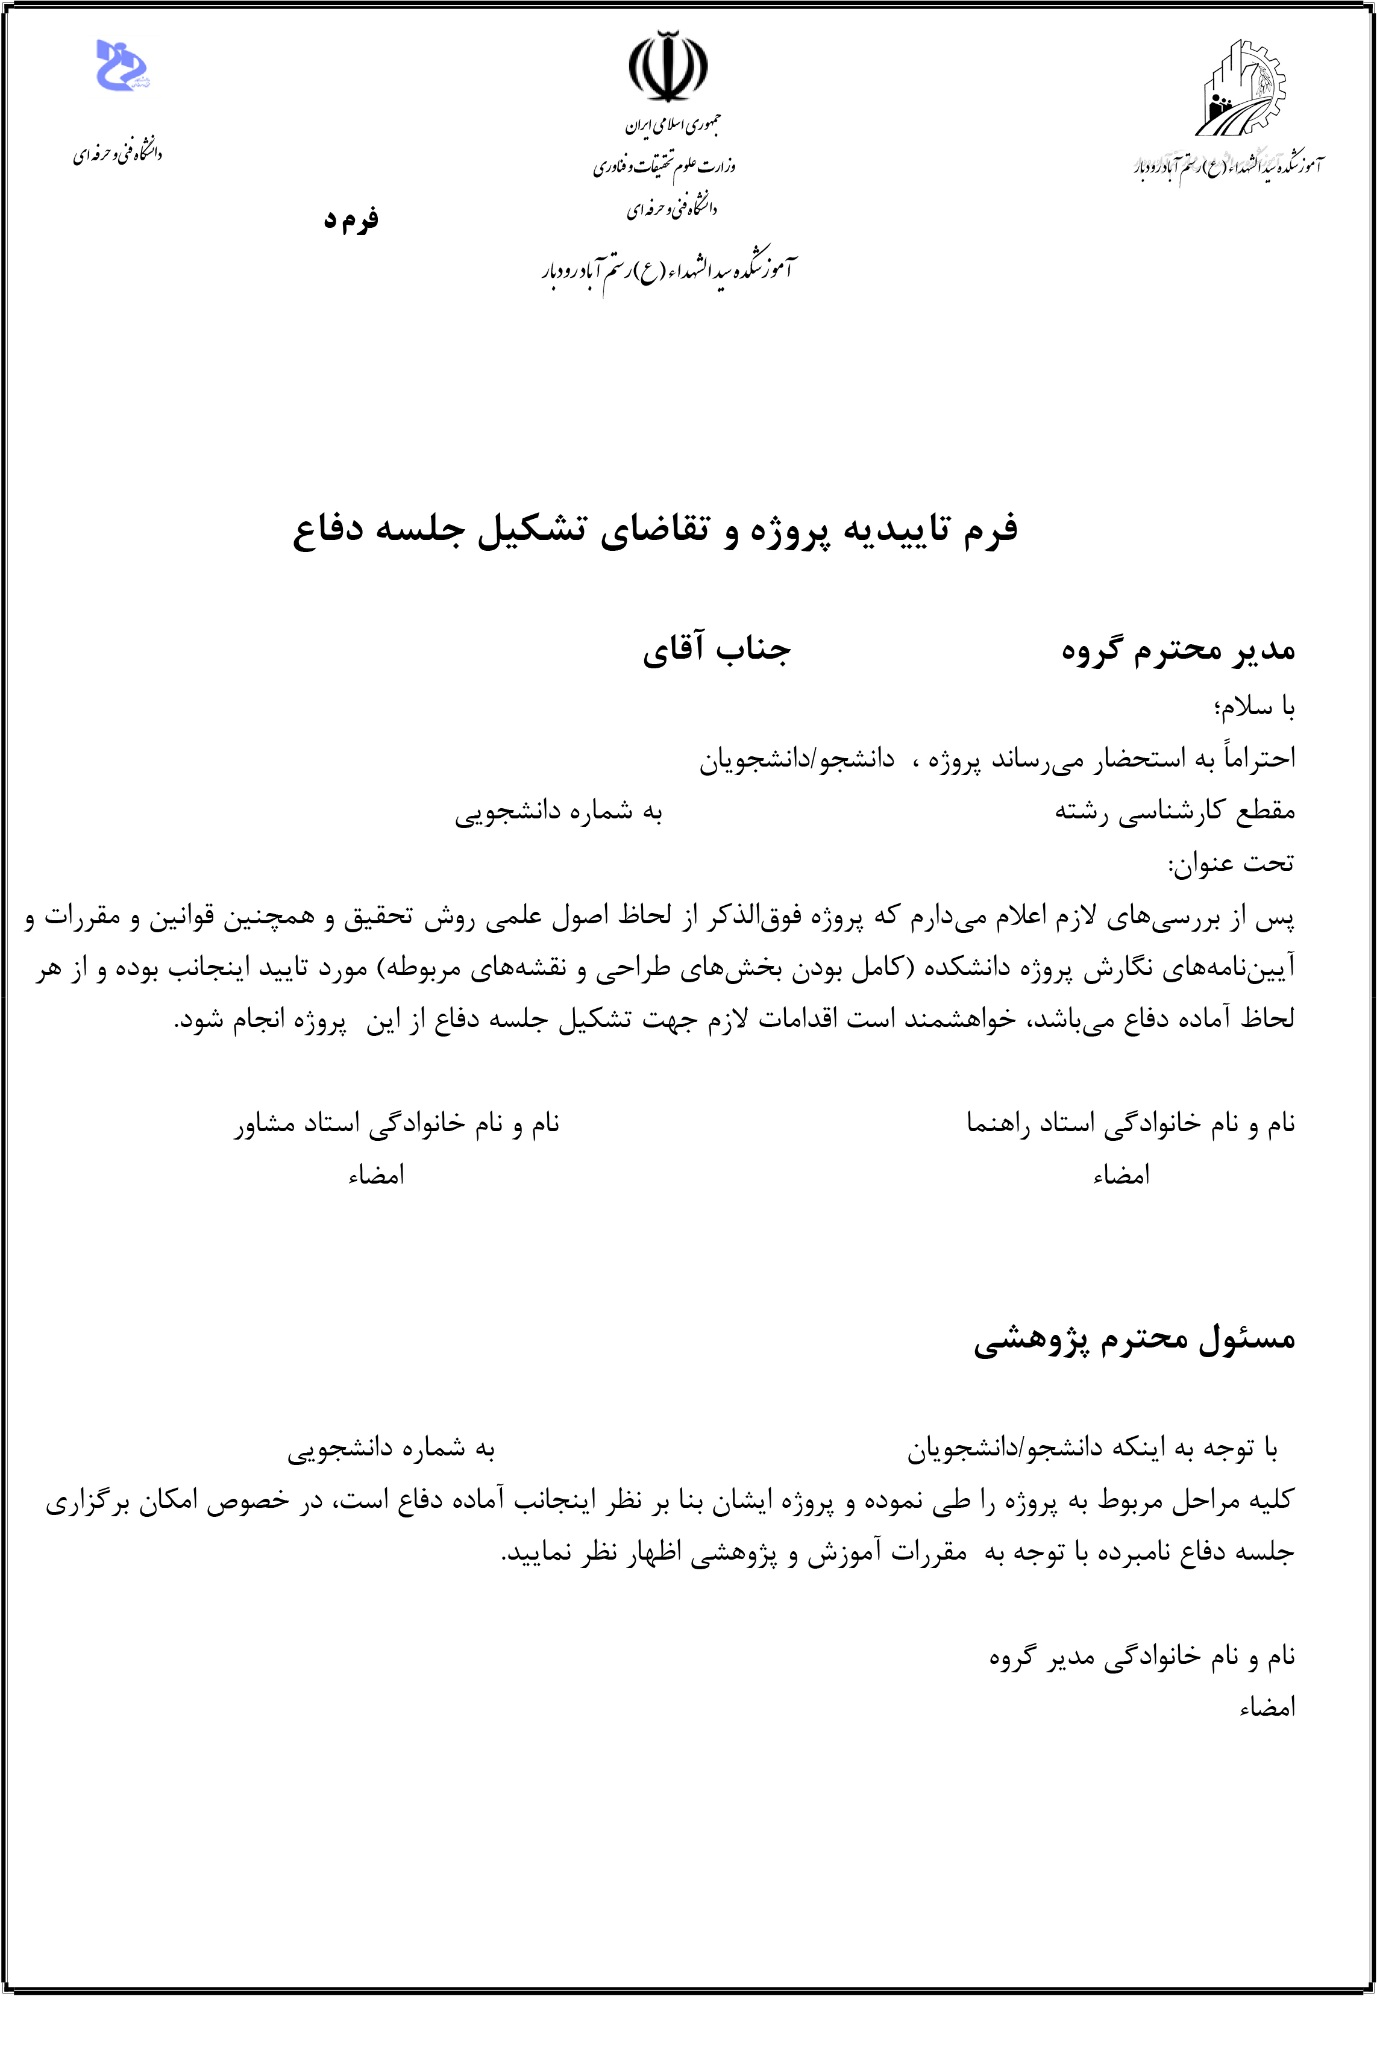 جمهوری اسلامی ایران
وزارت علوم تحقیقات و فناوری
دانشگاه فنی و حرفه ای
آموزشکده سید الشهداء (ع) رستم آباد رودبار
آموزشکده سید الشهداء (ع) رستم آباد رودبار
دانشگاه فنی و حرفه ای
فرم د
فرم تاییدیه پروژه و تقاضای تشکیل جلسه دفاع
مدیر محترم گروه جناب آقای
با سلام؛
احتراماً به استحضار می‌رساند پروژه ، دانشجو/دانشجویان
مقطع کارشناسی رشته به شماره دانشجویی
تحت عنوان:
پس از بررسی‌های لازم اعلام می‌دارم که پروژه فوق‌الذکر از لحاظ اصول علمی روش تحقیق و همچنین قوانین و مقررات و
آیین‌نامه‌های نگارش پروژه دانشکده (کامل بودن بخش‌های طراحی و نقشه‌های مربوطه) مورد تایید اینجانب بوده و از هر
لحاظ آماده دفاع می‌باشد، خواهشمند است اقدامات لازم جهت تشکیل جلسه دفاع از این پروژه انجام شود.
نام و نام خانوادگی استاد راهنما نام و نام خانوادگی استاد مشاور
امضاء امضاء
مسئول محترم پژوهشی
با توجه به اینکه دانشجو/دانشجویان به شماره دانشجویی
کلیه مراحل مربوط به پروژه را طی نموده و پروژه ایشان بنا بر نظر اینجانب آماده دفاع است، در خصوص امکان برگزاری
جلسه دفاع نامبرده با توجه به مقررات آموزش و پژوهشی اظهار نظر نمایید.
نام و نام خانوادگی مدیر گروه
امضاء